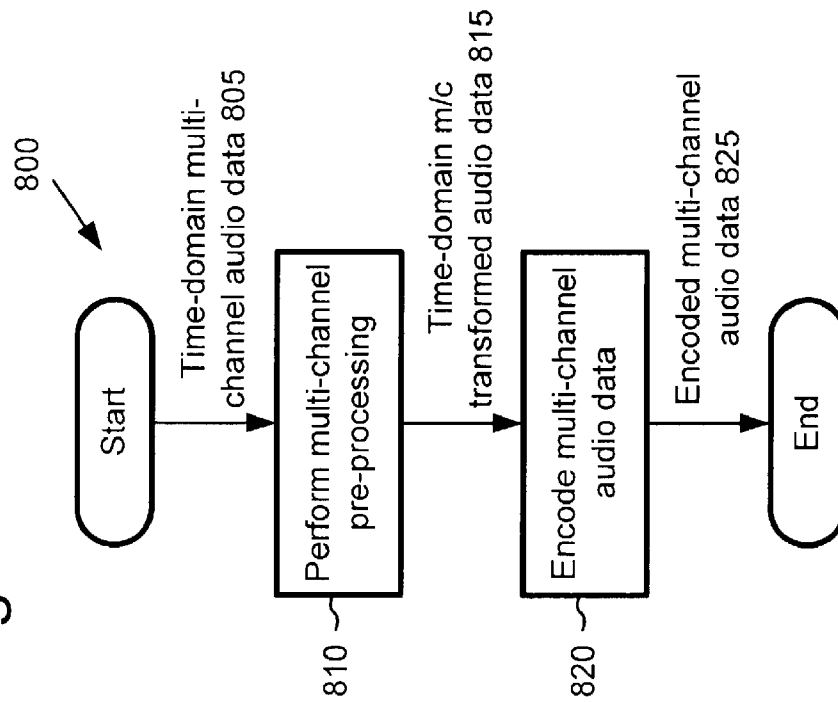 800
Start
Time-domain multi-
channel audio data 805
Perform multi-channel
pre-processing
810
Time-domain m/c
transformed audio data 815
Encode multi-channel
audio data
820
Encoded multi-channel
audio data 825
End